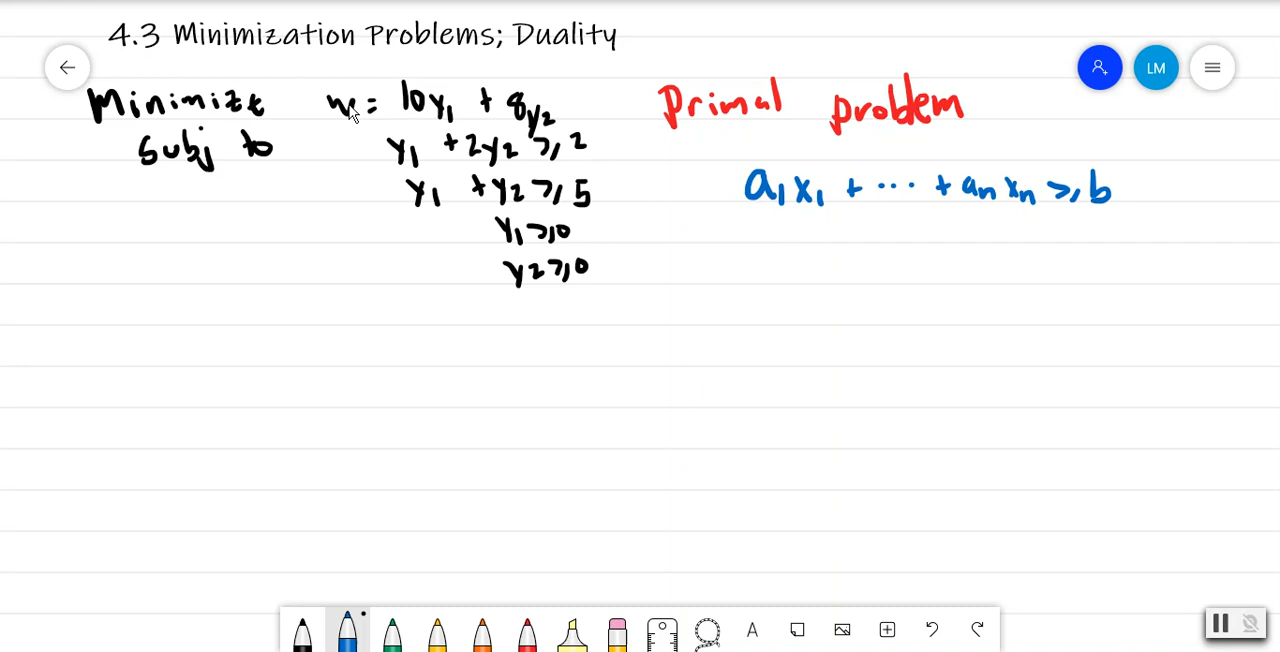 4.3 Minimization Problems; Duality
LM
Minimize w = 10y₁ + 8y₂ Primal problem
Subj to y₁ + 2y₂ ≥ 2
y₁ + y₂ ≥ 5 a₁x₁ + ⋯ + aₙxₙ ≥ b
y₁ ≥ 0
y₂ ≥ 0
A